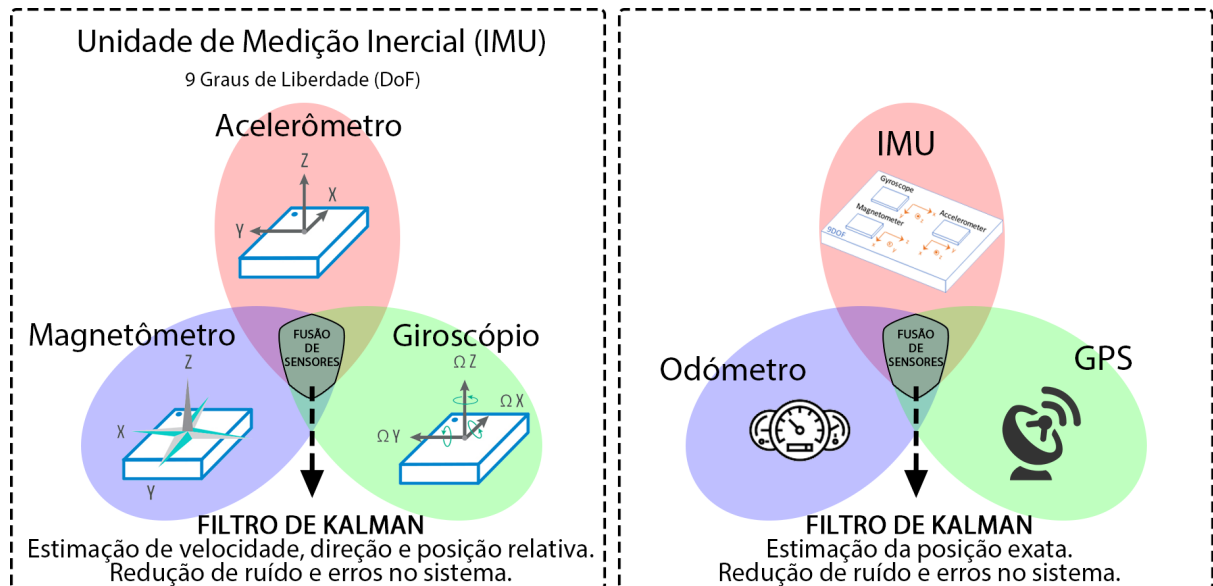 Unidade de Medição Inercial (IMU)
9 Graus de Liberdade (DoF)
Acelerômetro
Z
X
Y
Magnetômetro
Z
X
Y
Giroscópio
Ω Z
Ω X
Ω Y
FUSÃO
DE
SENSORES
FILTRO DE KALMAN
Estimação de velocidade, direção e posição relativa.
Redução de ruído e erros no sistema.
IMU
Gyroscope
Magnetometer
Accelerometer
9DOF
Odómetro
GPS
FUSÃO
DE
SENSORES
FILTRO DE KALMAN
Estimação da posição exata.
Redução de ruído e erros no sistema.